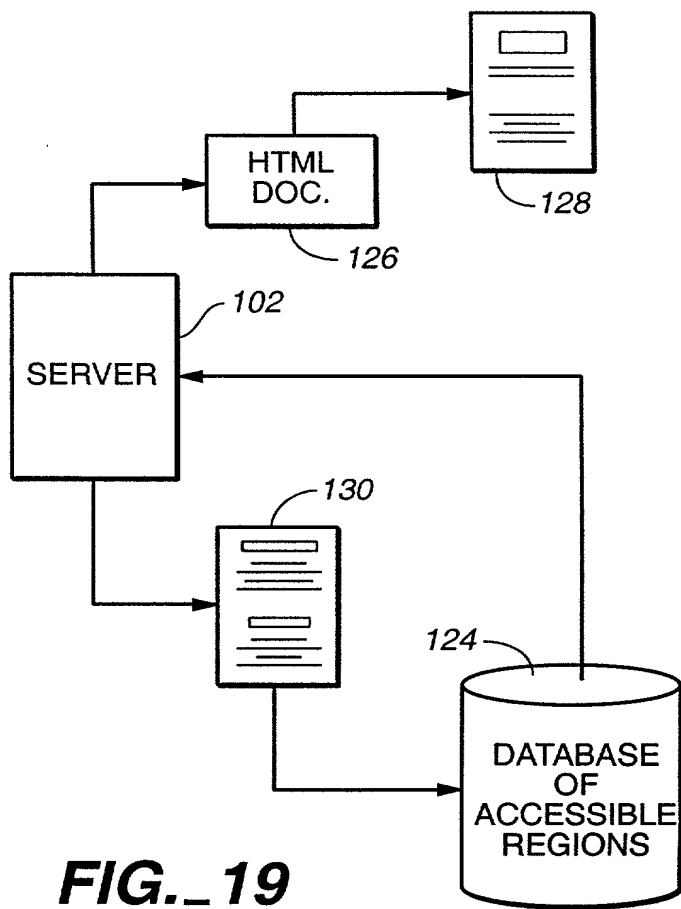 HTML
DOC.
128
126
102
SERVER
130
124
DATABASE
OF
ACCESSIBLE
REGIONS
FIG._19